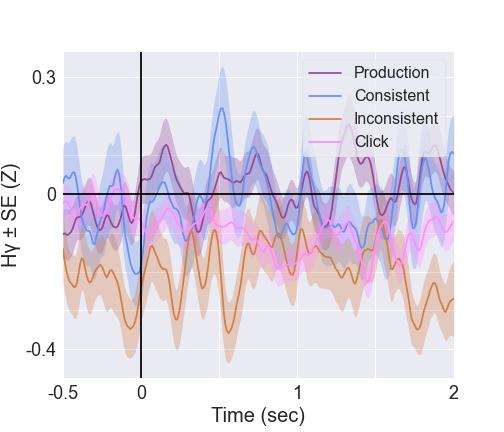 Production
Consistent
Inconsistent
Click
0.3
0
-0.4
Hγ ± SE (Z)
-0.5
0
1
2
Time (sec)